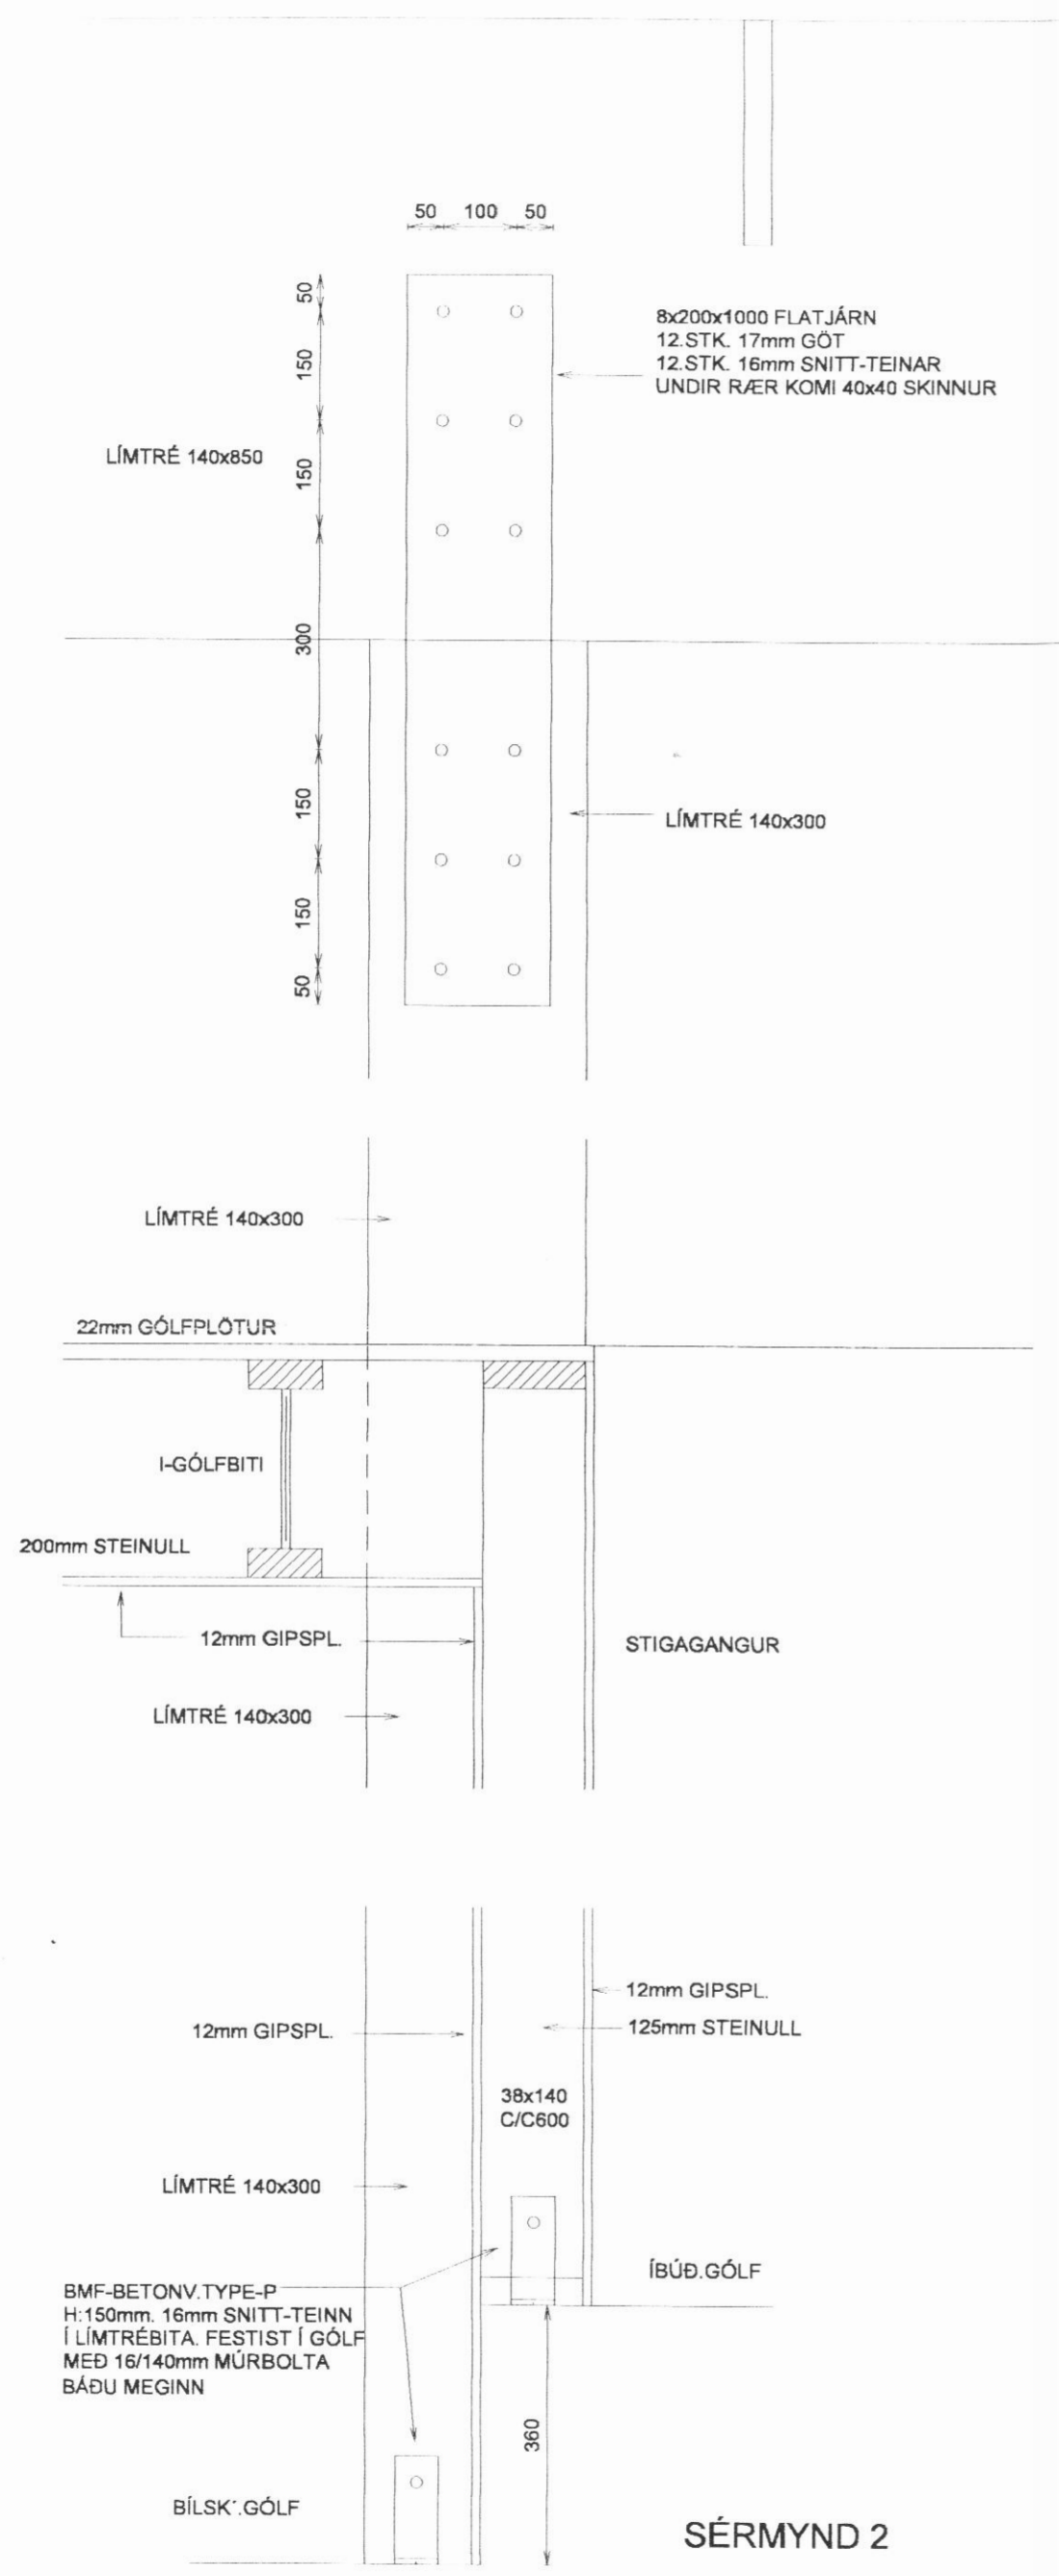 50 100 50
50
150
150
300
150
150
50
8x200x1000 FLATJÁRN
12.STK. 17mm GÖT
12.STK. 16mm SNITT-TEINAR
UNDIR RÆR KOMI 40x40 SKINNUR
LÍMTRÉ 140x850
LÍMTRÉ 140x300
LÍMTRÉ 140x300
22mm GÓLFPLÖTUR
I-GÓLFBITI
200mm STEINULL
12mm GIPSPL.
STIGAGANGUR
LÍMTRÉ 140x300
12mm GIPSPL.
125mm STEINULL
12mm GIPSPL.
38x140
C/C600
LÍMTRÉ 140x300
ÍBÚÐ.GÓLF
BMF-BETONV.TYPE-P
H:150mm. 16mm SNITT-TEINN
Í LÍMTRÉBITA. FESTIST Í GÓLF
MEÐ 16/140mm MÚRBOLTA
BÁÐU MEGINN
360
BÍLSK´.GÓLF
SÉRMYND 2